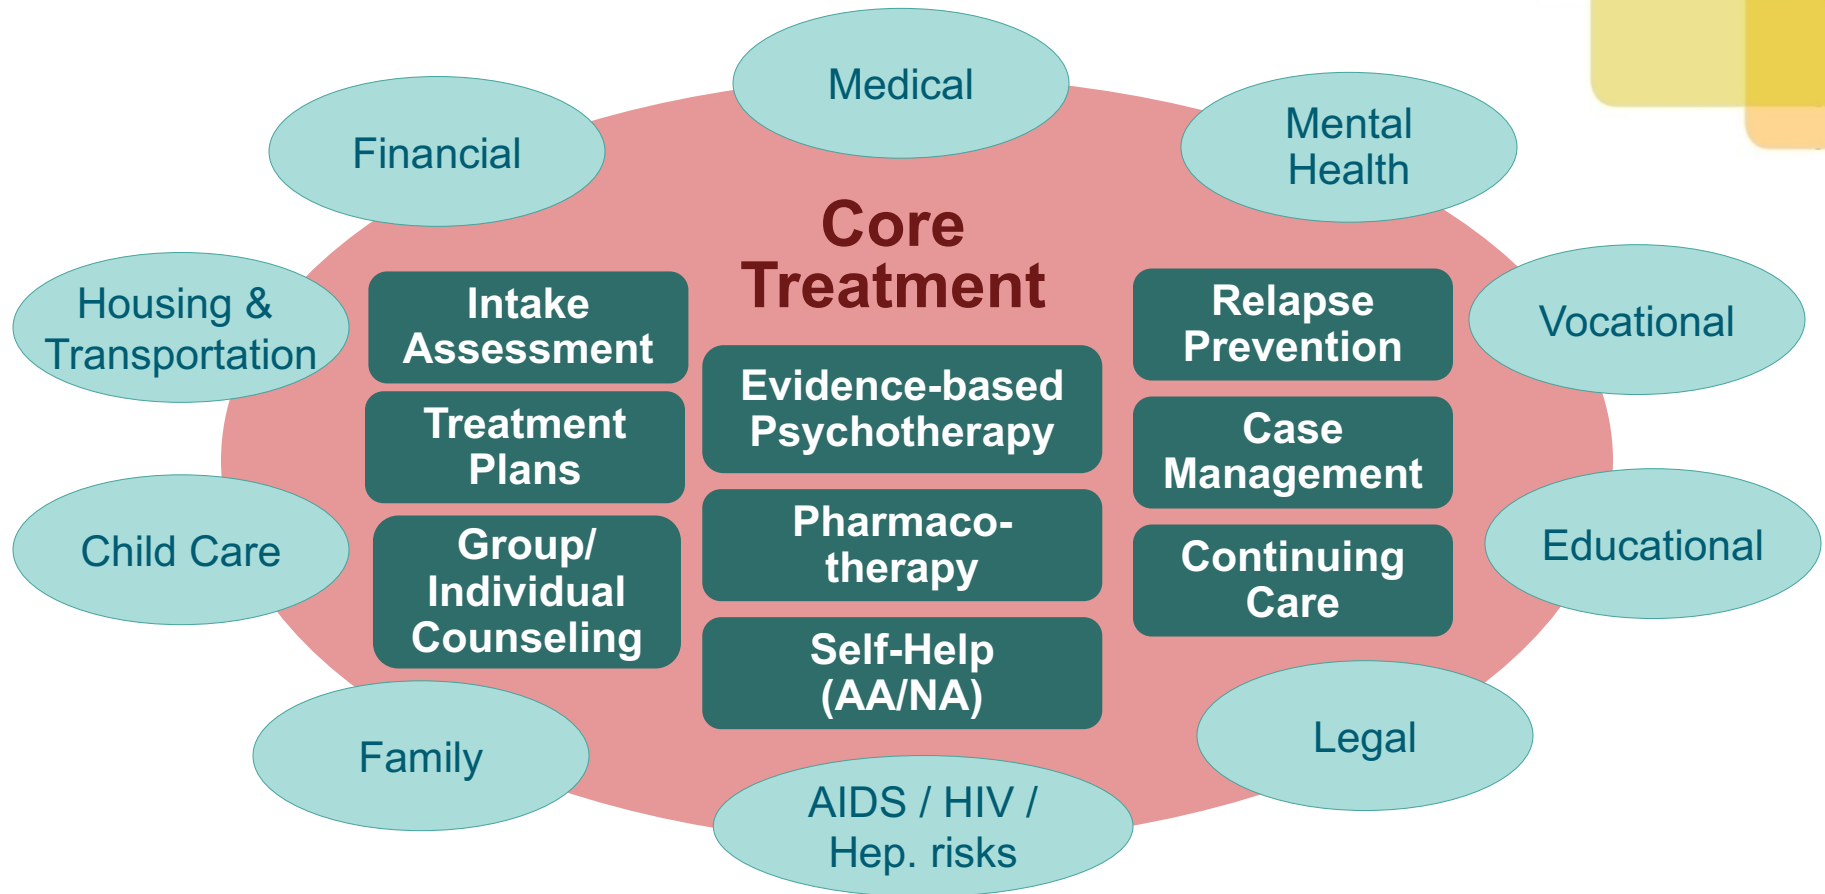 Medical
Financial
Mental
Health
Core
Treatment
Housing &
Transportation
Intake
Assessment
Relapse
Prevention
Vocational
Treatment
Plans
Evidence-based
Psychotherapy
Case
Management
Child Care
Group/
Individual
Counseling
Pharmaco-
therapy
Continuing
Care
Educational
Self-Help
(AA/NA)
Family
Legal
AIDS / HIV /
Hep. risks